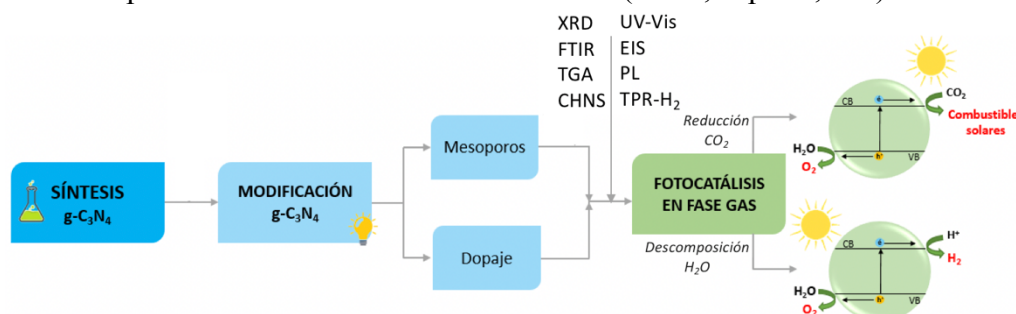 XRD
FTIR
TGA
CHNS
UV-Vis
EIS
PL
TPR-H₂
SÍNTESIS
g-C₃N₄
MODIFICACIÓN
g-C₃N₄
Mesoporos
Dopaje
Reducción
CO₂
FOTOCATÁLISIS
EN FASE GAS
Descomposición
H₂O
CB
e⁻
CO₂
Combustible
solares
H₂O
O₂
h⁺
VB
CB
H⁺
H₂
H₂O
O₂
h⁺
VB